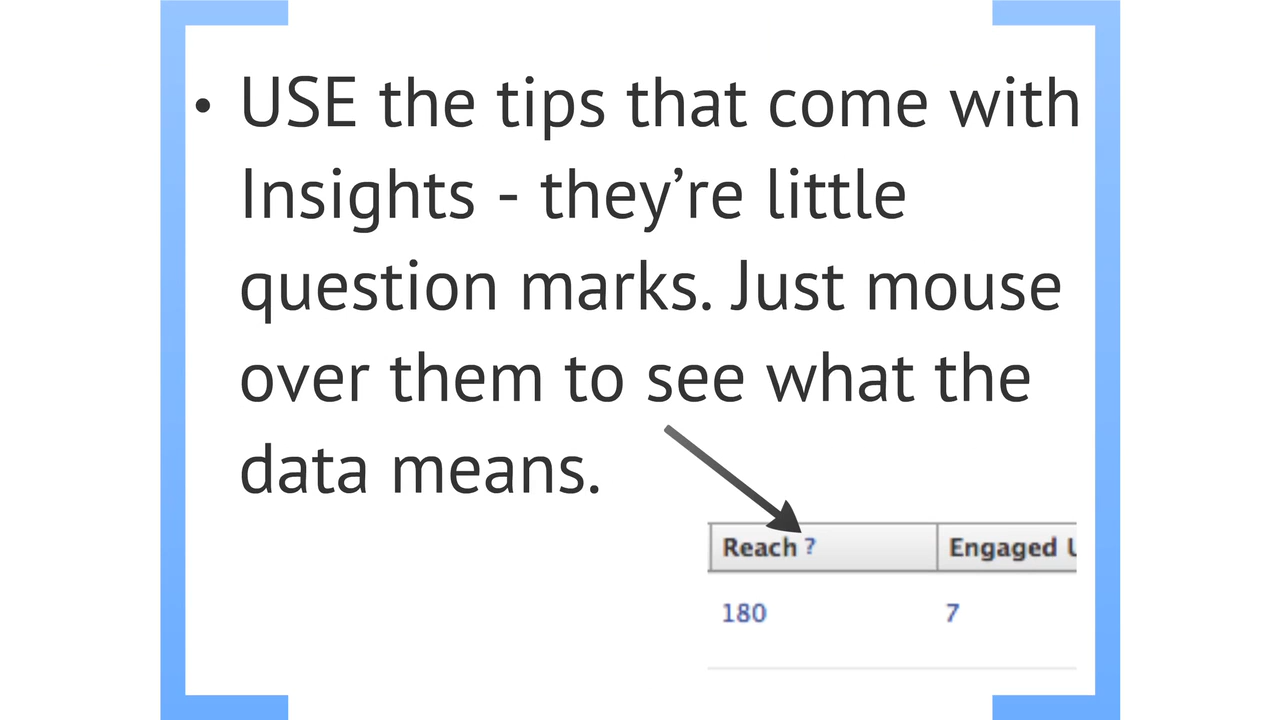 • USE the tips that come with
Insights - they’re little
question marks. Just mouse
over them to see what the
data means.
Reach ? Engaged
180 7